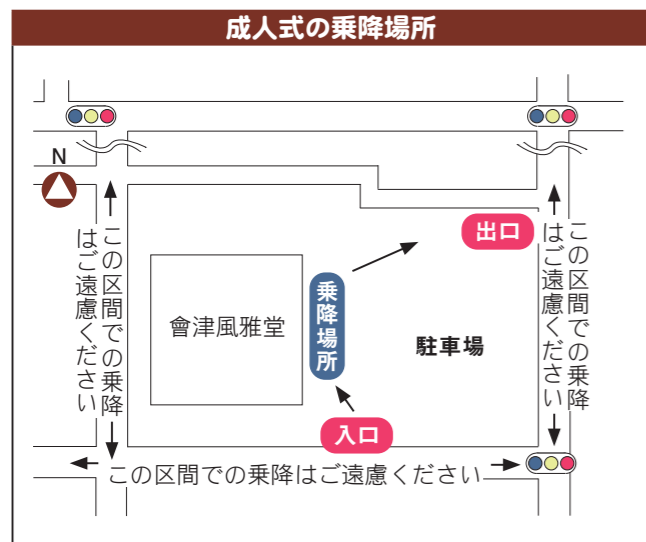 成人式の乗降場所
N
この区間での乗降
はご遠慮ください
會津風雅堂
乗降場所
出口
駐車場
入口
この区間での乗降
はご遠慮ください
この区間での乗降はご遠慮ください